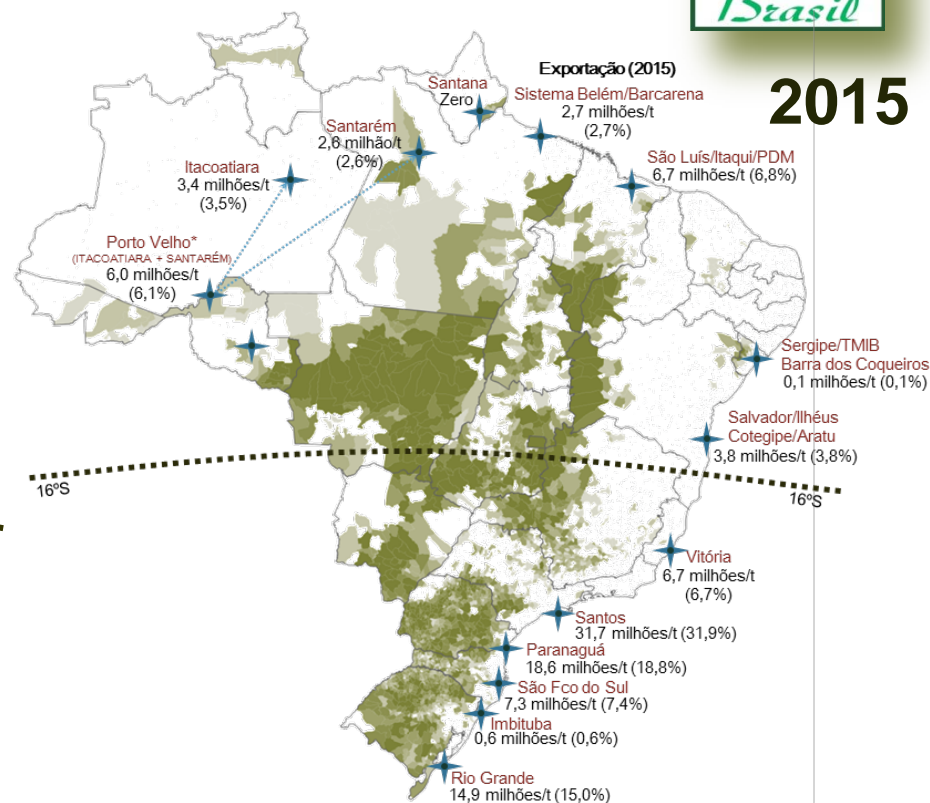 Brasil
2015
Exportação (2015)
Santana
Zero
Sistema Belém/Barcarena
2,7 milhões/t
(2,7%)
Santarém
2,6 milhão/t
(2,6%)
São Luís/Itaqui/PDM
6,7 milhões/t (6,8%)
Itacoatiara
3,4 milhões/t
(3,5%)
Porto Velho*
(ITACOATIARA + SANTARÉM)
6,0 milhões/t
(6,1%)
Sergipe/TMIB
Barra dos Coqueiros
0,1 milhões/t (0,1%)
Salvador/Ilhéus
Cotegipe/Aratu
3,8 milhões/t (3,8%)
16ºS
16ºS
Vitória
6,7 milhões/t
(6,7%)
Santos
31,7 milhões/t (31,9%)
Paranaguá
18,6 milhões/t (18,8%)
São Fco do Sul
7,3 milhões/t (7,4%)
Imbituba
0,6 milhões/t (0,6%)
Rio Grande
14,9 milhões/t (15,0%)